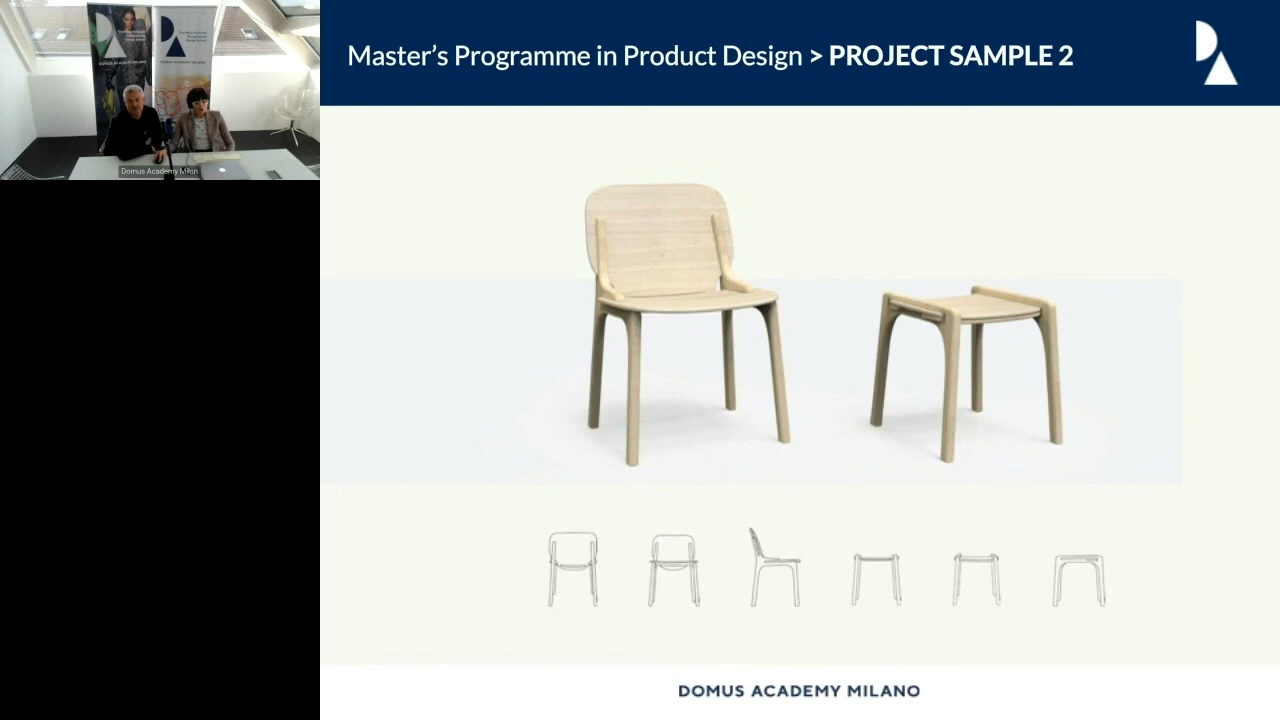 Master's Programme in Product Design > PROJECT SAMPLE 2
Domus Academy Milan
DOMUS ACADEMY MILANO